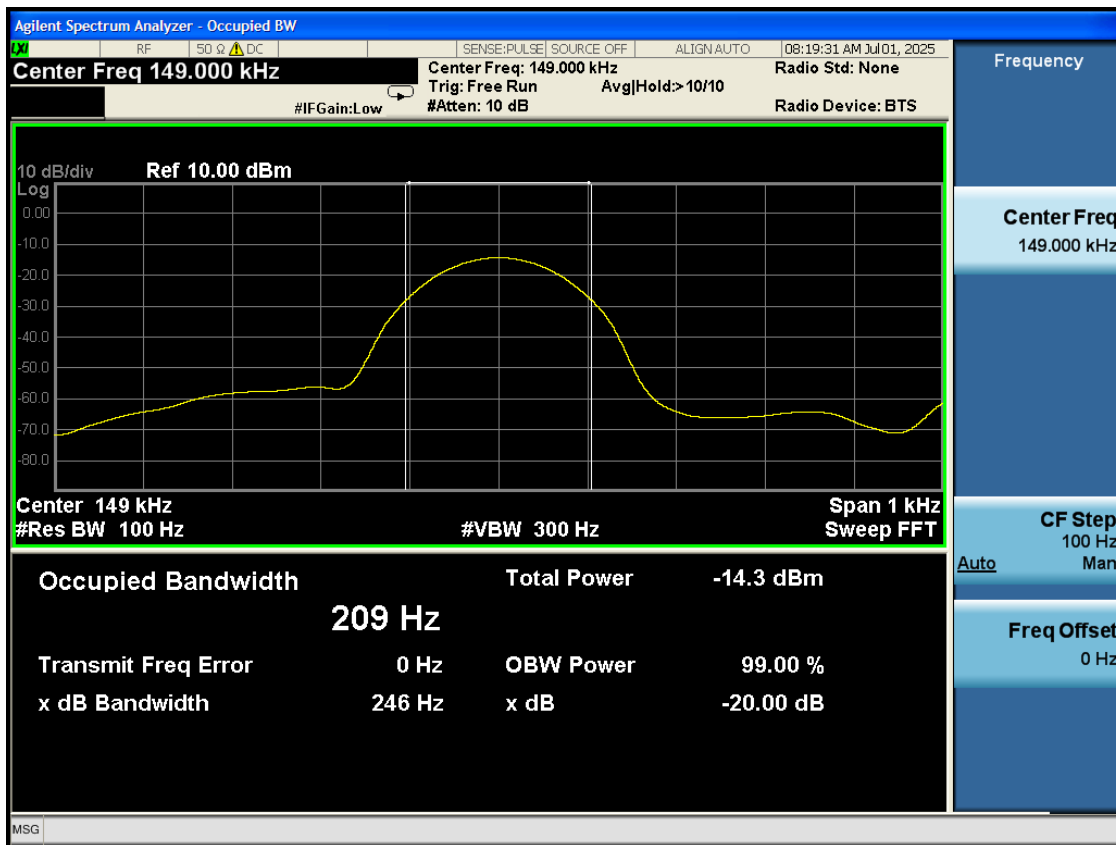 Agilent Spectrum Analyzer - Occupied BW
LXI RF 50 Ω DC SENSE:PULSE SOURCE OFF ALIGN AUTO 08:19:31 AM Jul 01, 2025
Center Freq 149.000 kHz
Center Freq: 149.000 kHz Radio Std: None
Trig: Free Run Avg|Hold:> 10/10
#IFGain:Low #Atten: 10 dB Radio Device: BTS
10 dB/div Ref 10.00 dBm
Log
0.00
-10.0
-20.0
-30.0
-40.0
-50.0
-60.0
-70.0
-80.0
Center 149 kHz Span 1 kHz
#Res BW 100 Hz #VBW 300 Hz Sweep FFT
Occupied Bandwidth Total Power -14.3 dBm
209 Hz
Transmit Freq Error 0 Hz OBW Power 99.00 %
x dB Bandwidth 246 Hz x dB -20.00 dB
MSG
Frequency
Center Freq
149.000 kHz
CF Step
100 Hz
Auto Man
Freq Offset
0 Hz